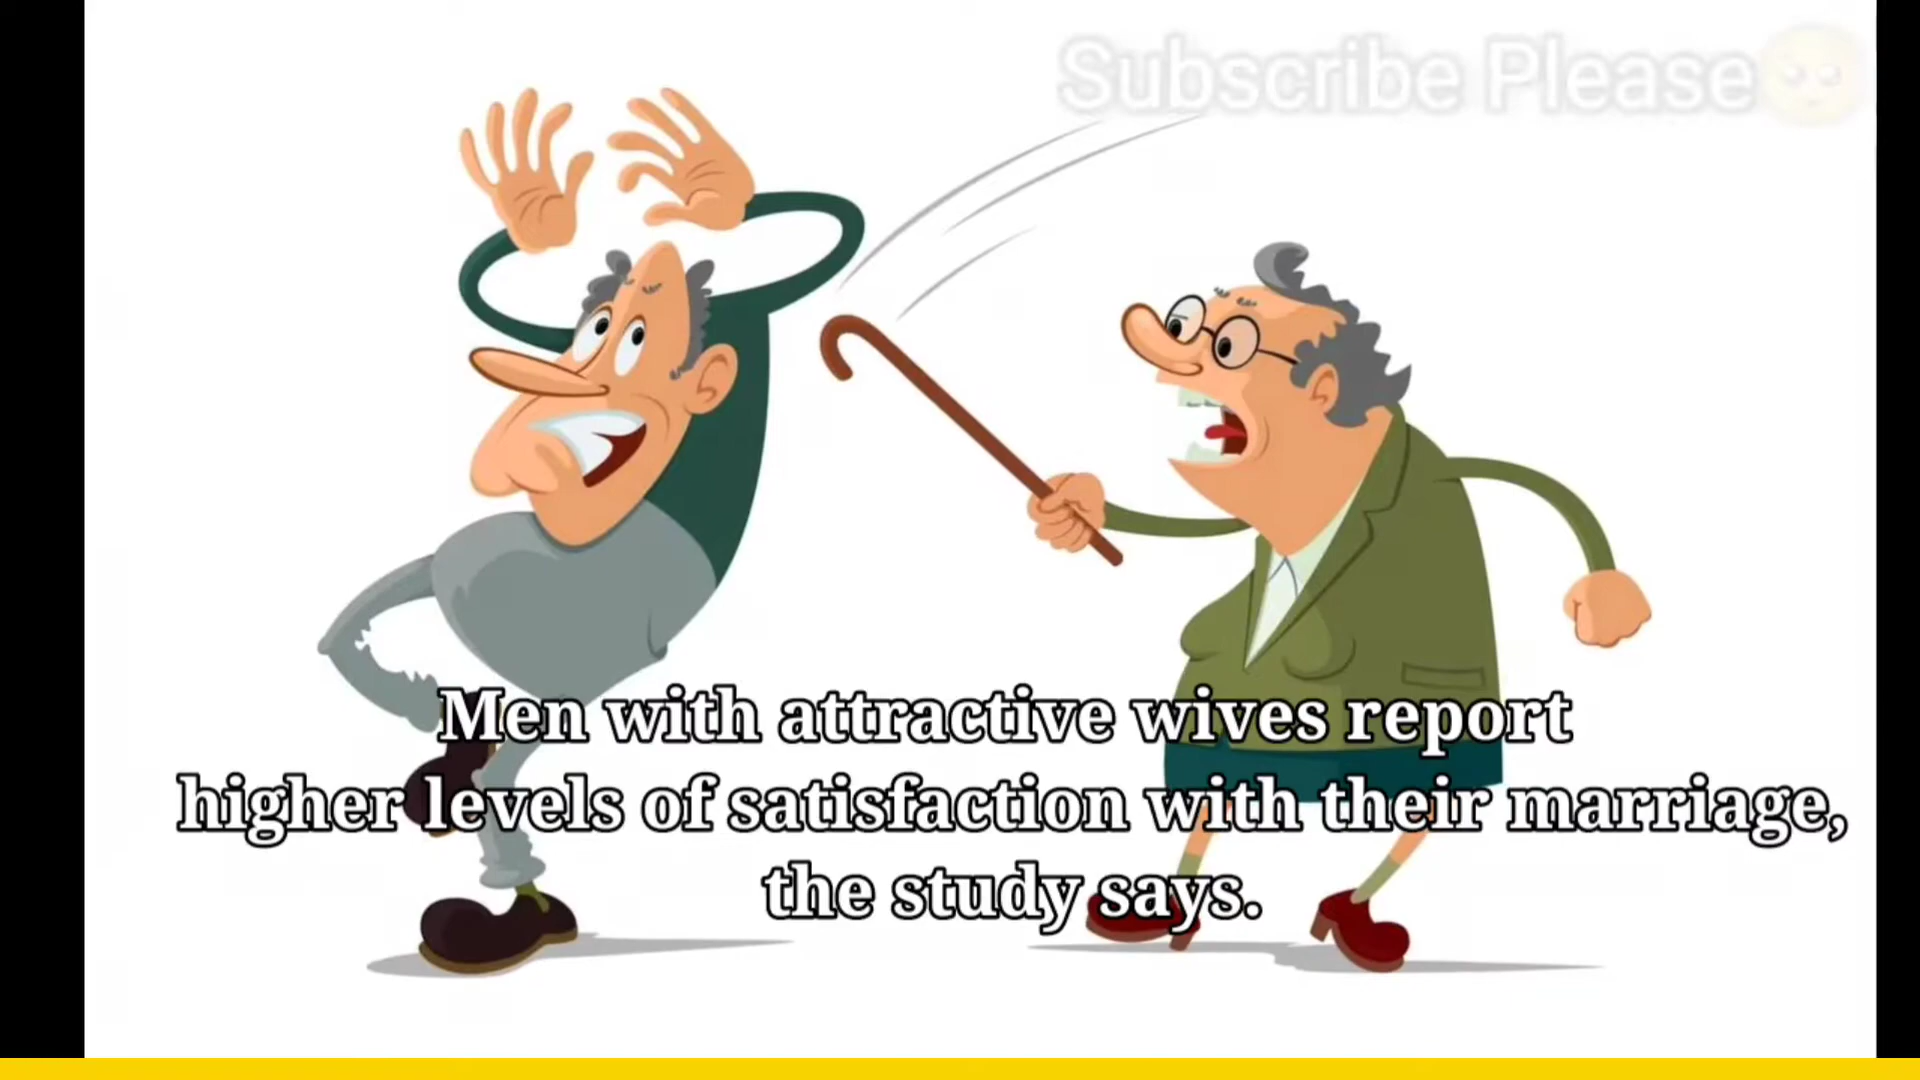 Subscribe Please🥺
Men with attractive wives report
higher levels of satisfaction with their marriage,
the study says.